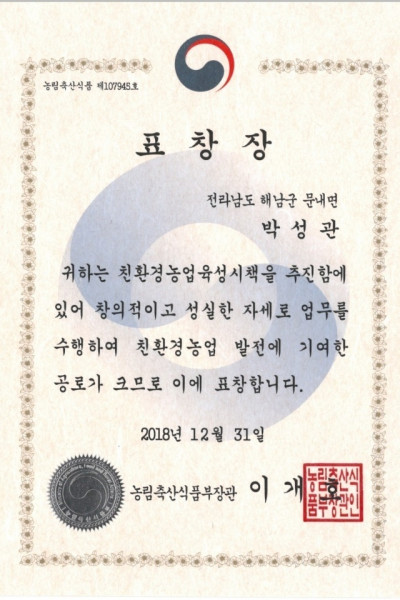 농림축산식품 제107945호
표창장
전라남도 해남군 문내면
박성관
귀하는 친환경농업육성시책을 추진함에
있어 창의적이고 성실한 자세로 업무를
수행하여 친환경농업 발전에 기여한
공로가 크므로 이에 표창합니다.
2018년 12월 31일
농림축산식품부장관 이개호
농림축산식
품부장관인